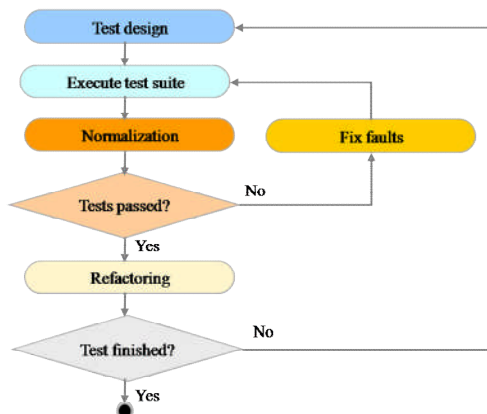 Test design
Execute test suite
Normalization
Fix faults
Tests passed?
No
Yes
Refactoring
Test finished?
No
Yes